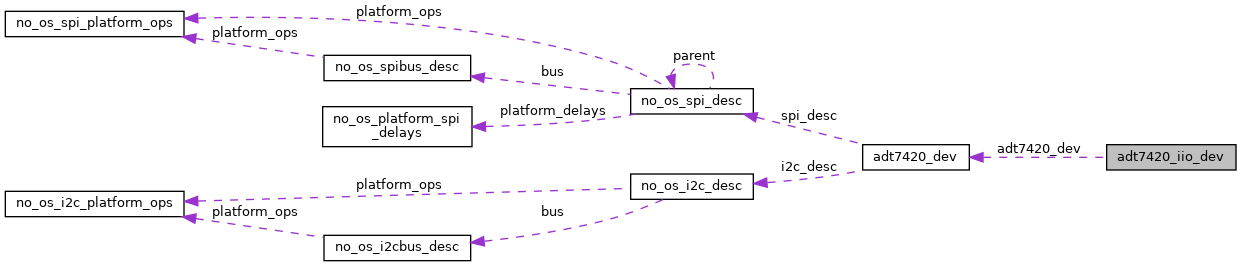 platform_ops
no_os_spi_platform_ops
platform_ops
parent
no_os_spibus_desc
bus
no_os_spi_desc
platform_delays
no_os_platform_spi
_delays
spi_desc
adt7420_dev
adt7420_dev
adt7420_iio_dev
i2c_desc
platform_ops
no_os_i2c_desc
no_os_i2c_platform_ops
platform_ops
bus
no_os_i2cbus_desc